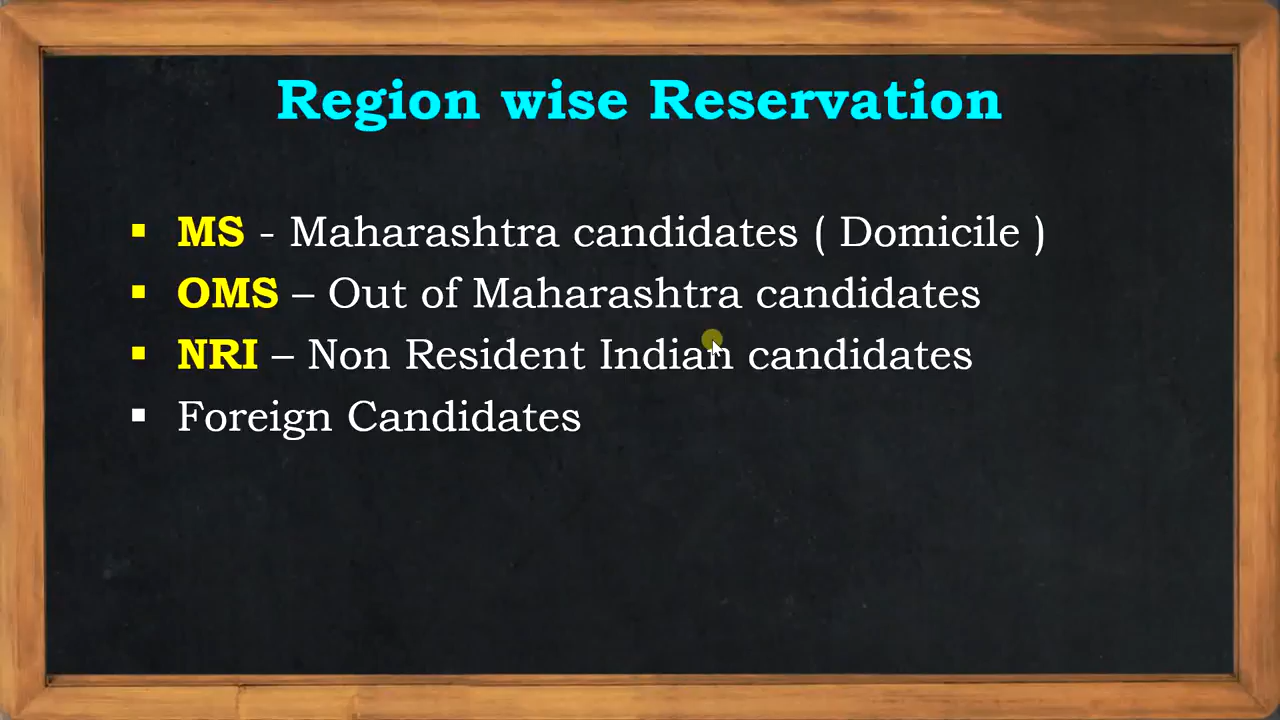 Region wise Reservation
▪ MS - Maharashtra candidates ( Domicile )
▪ OMS – Out of Maharashtra candidates
▪ NRI – Non Resident Indian candidates
▪ Foreign Candidates